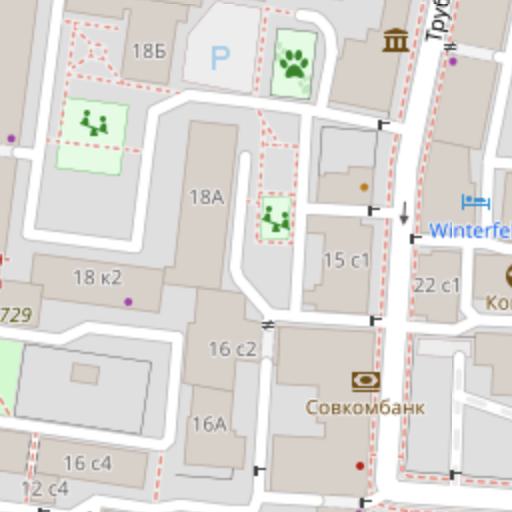 Труб
18Б
P
18А
Winterfe
15 с1
18 к2
22 с1
Ко
729
16 с2
Совкомбанк
16А
16 с4
12 с4